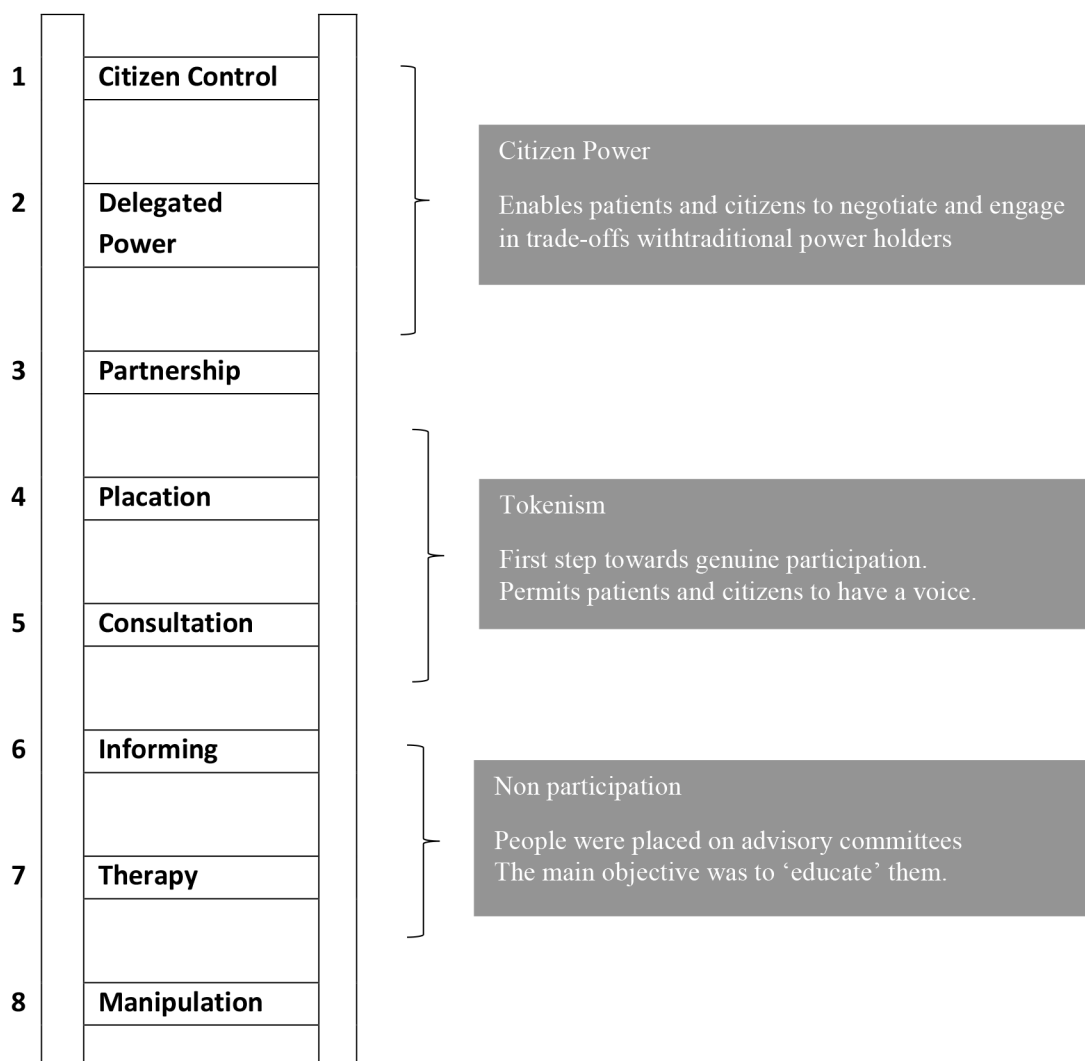 1 Citizen Control
2 Delegated
Power
3 Partnership
4 Placation
5 Consultation
6 Informing
7 Therapy
8 Manipulation
Citizen Power
Enables patients and citizens to negotiate and engage
in trade-offs withtraditional power holders
Tokenism
First step towards genuine participation.
Permits patients and citizens to have a voice.
Non participation
People were placed on advisory committees
The main objective was to ‘educate’ them.